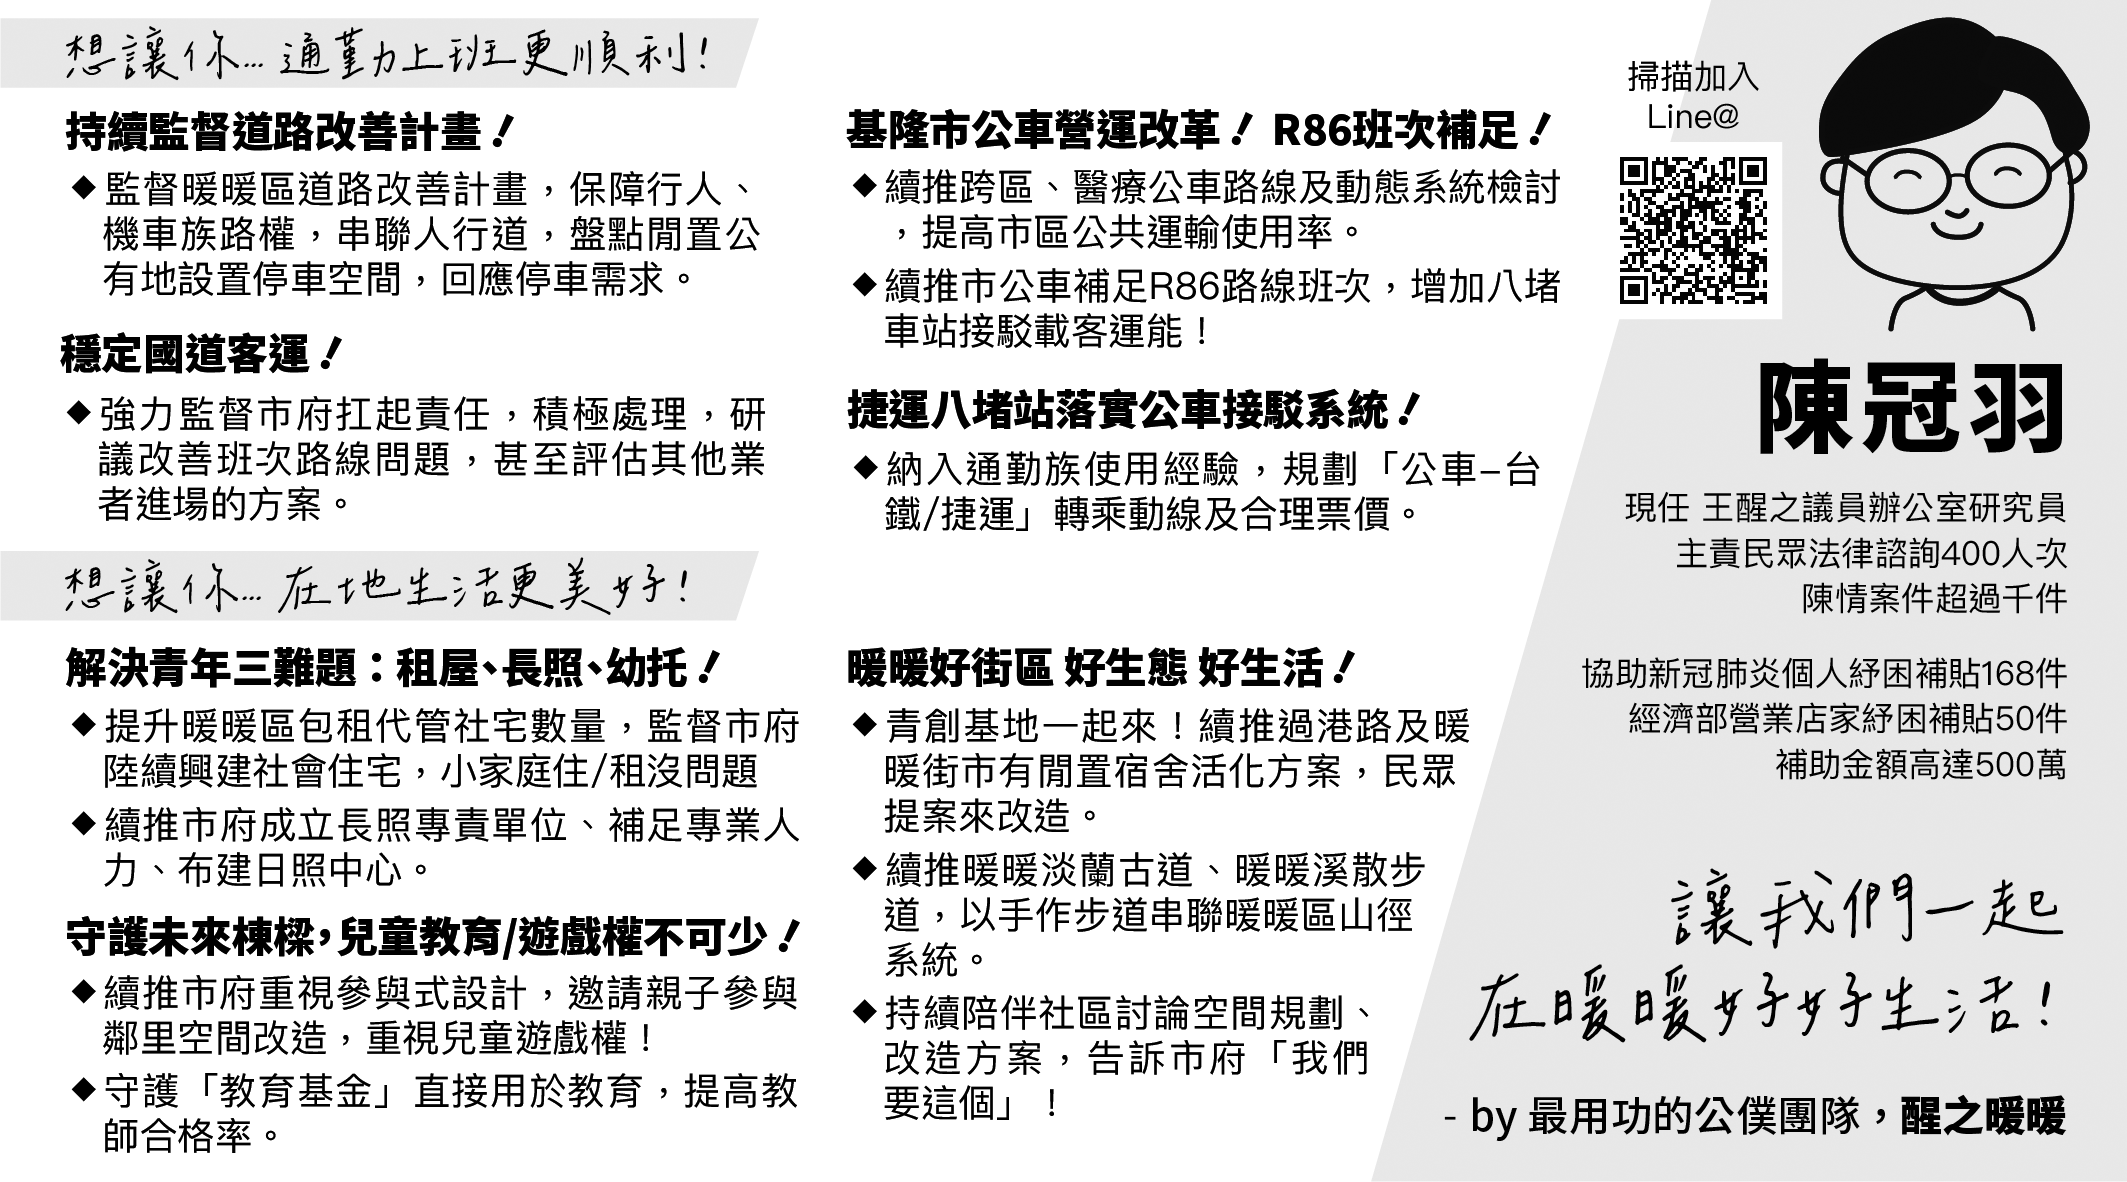 想讓你…通勤上班更順利!
持續監督道路改善計畫！
◆監督暖暖區道路改善計畫，保障行人、
機車族路權，串聯人行道，盤點閒置公
有地設置停車空間，回應停車需求。
穩定國道客運！
◆強力監督市府扛起責任，積極處理，研
議改善班次路線問題，甚至評估其他業
者進場的方案。
基隆市公車營運改革！ R86班次補足！
◆續推跨區、醫療公車路線及動態系統檢討
，提高市區公共運輸使用率。
◆續推市公車補足R86路線班次，增加八堵
車站接駁載客運能！
捷運八堵站落實公車接駁系統！
◆納入通勤族使用經驗，規劃「公車–台
鐵/捷運」轉乘動線及合理票價。
想讓你…在地生活更美好!
解決青年三難題：租屋、長照、幼托！
◆提升暖暖區包租代管社宅數量，監督市府
陸續興建社會住宅，小家庭住/租沒問題
◆續推市府成立長照專責單位、補足專業人
力、布建日照中心。
守護未來棟樑，兒童教育/遊戲權不可少！
◆續推市府重視參與式設計，邀請親子參與
鄰里空間改造，重視兒童遊戲權！
◆守護「教育基金」直接用於教育，提高教
師合格率。
暖暖好街區 好生態 好生活！
◆青創基地一起來！續推過港路及暖
暖街市有閒置宿舍活化方案，民眾
提案來改造。
◆續推暖暖淡蘭古道、暖暖溪散步
道，以手作步道串聯暖暖區山徑
系統。
◆持續陪伴社區討論空間規劃、
改造方案，告訴市府「我們
要這個」！
掃描加入
Line@
陳冠羽
現任 王醒之議員辦公室研究員
主責民眾法律諮詢400人次
陳情案件超過千件
協助新冠肺炎個人紓困補貼168件
經濟部營業店家紓困補貼50件
補助金額高達500萬
讓我們一起
在暖暖好好生活!
- by 最用功的公僕團隊，醒之暖暖